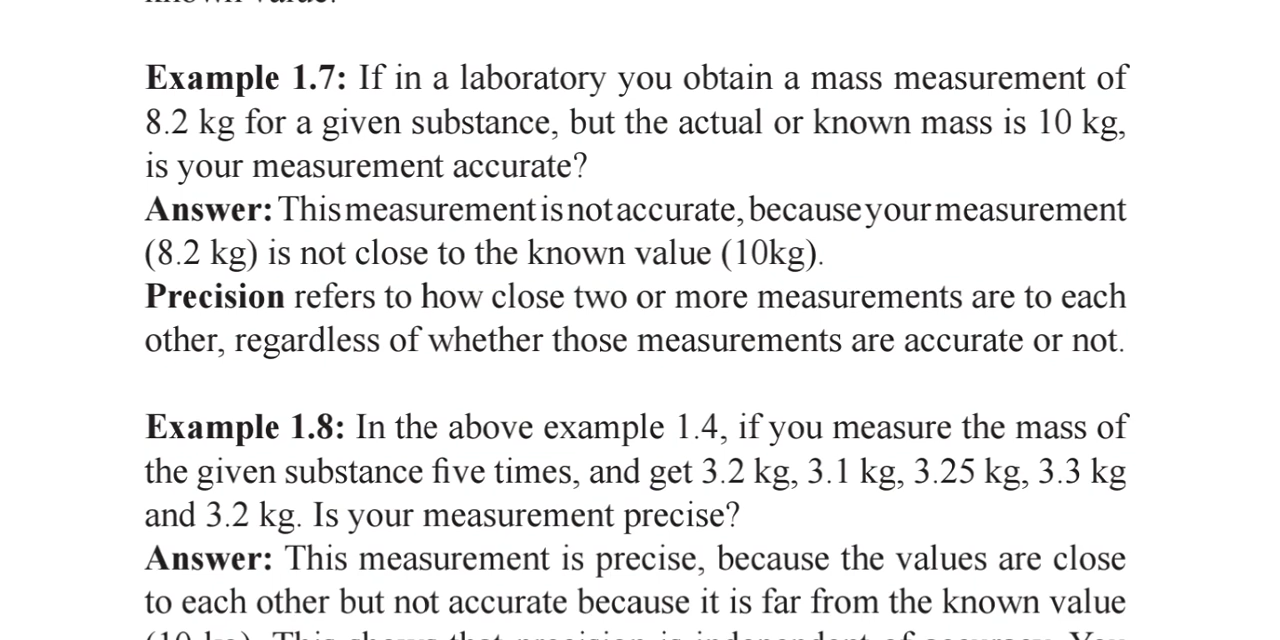 Example 1.7: If in a laboratory you obtain a mass measurement of
8.2 kg for a given substance, but the actual or known mass is 10 kg,
is your measurement accurate?
Answer: This measurement is not accurate, because your measurement
(8.2 kg) is not close to the known value (10kg).
Precision refers to how close two or more measurements are to each
other, regardless of whether those measurements are accurate or not.
Example 1.8: In the above example 1.4, if you measure the mass of
the given substance five times, and get 3.2 kg, 3.1 kg, 3.25 kg, 3.3 kg
and 3.2 kg. Is your measurement precise?
Answer: This measurement is precise, because the values are close
to each other but not accurate because it is far from the known value